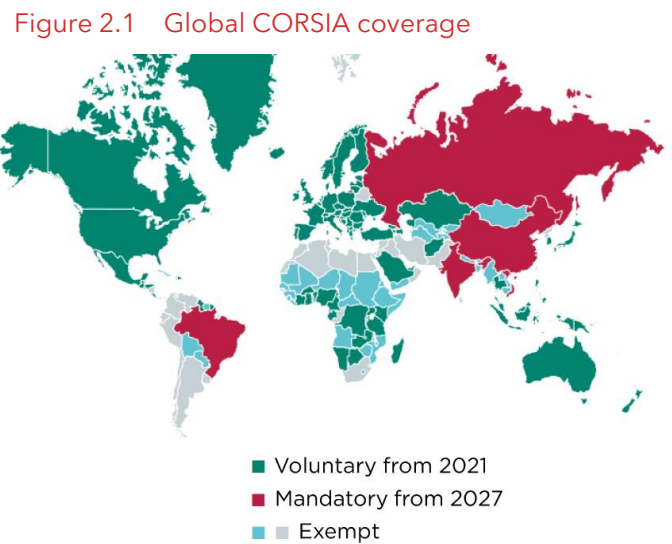 Figure 2.1 Global CORSIA coverage
Voluntary from 2021
Mandatory from 2027
Exempt